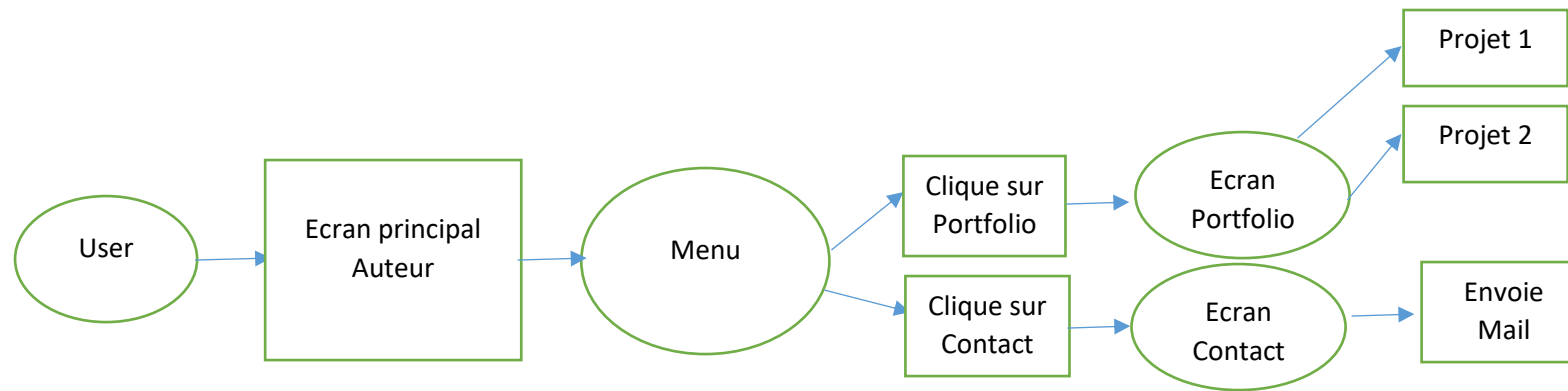 User
Ecran principal
Auteur
Menu
Clique sur
Portfolio
Ecran
Portfolio
Projet 1
Projet 2
Clique sur
Contact
Ecran
Contact
Envoie
Mail